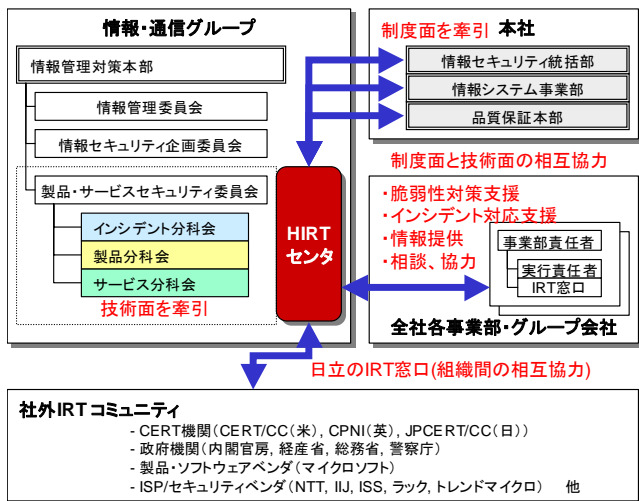 情報・通信グループ
情報管理対策本部
情報管理委員会
情報セキュリティ企画委員会
製品・サービスセキュリティ委員会
インシデント分科会
製品分科会
サービス分科会
技術面を牽引
HIRT
センタ
制度面を牽引 本社
情報セキュリティ統括部
情報システム事業部
品質保証本部
制度面と技術面の相互協力
・脆弱性対策支援
・インシデント対応支援
・情報提供
・相談、協力
事業部責任者
実行責任者
IRT窓口
全社各事業部・グループ会社
日立のIRT窓口(組織間の相互協力)
社外IRTコミュニティ
- CERT機関(CERT/CC(米), CPNI(英), JPCERT/CC(日))
- 政府機関(内閣官房, 経産省, 総務省, 警察庁)
- 製品・ソフトウェアベンダ(マイクロソフト)
- ISP/セキュリティベンダ(NTT, IIJ, ISS, ラック, トレンドマイクロ) 他